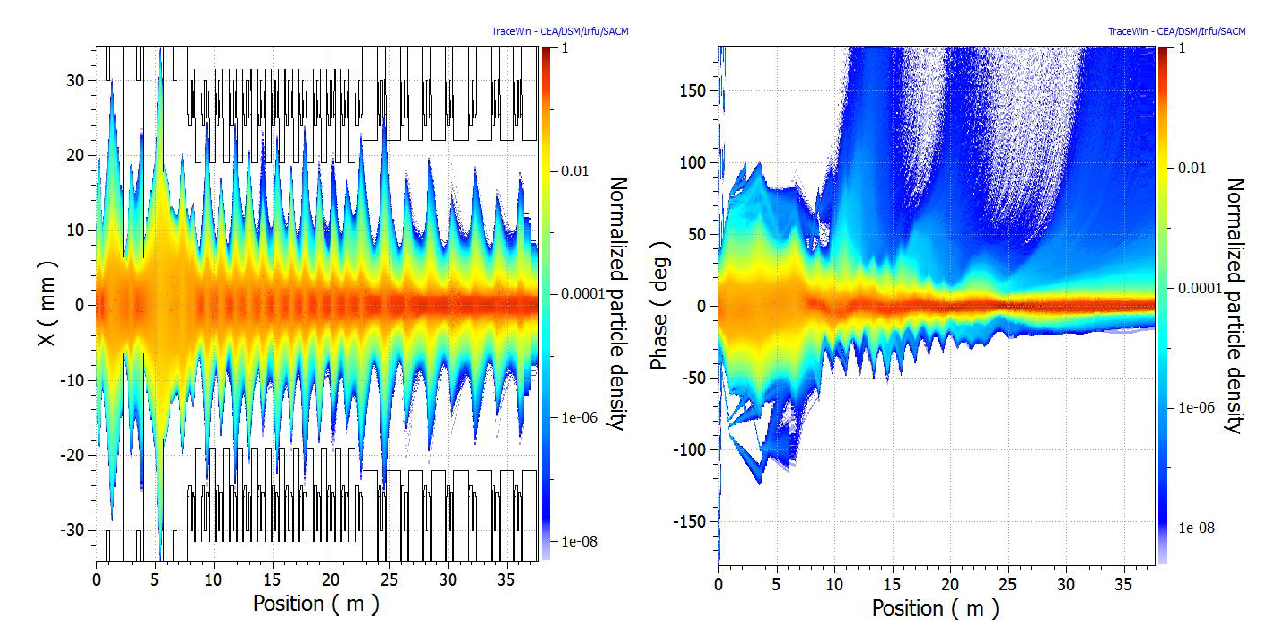 TraceWin - CEA/DSM/Irfu/SACM
30
20
10
0
-10
-20
-30
X ( mm )
0 5 10 15 20 25 30 35
Position ( m )
1
0.01
0.0001
1e-06
1e-08
Normalized particle density
TraceWin - CEA/DSM/Irfu/SACM
150
100
50
0
-50
-100
-150
Phase ( deg )
0 5 10 15 20 25 30 35
Position ( m )
1
0.01
0.0001
1e-06
1e-08
Normalized particle density